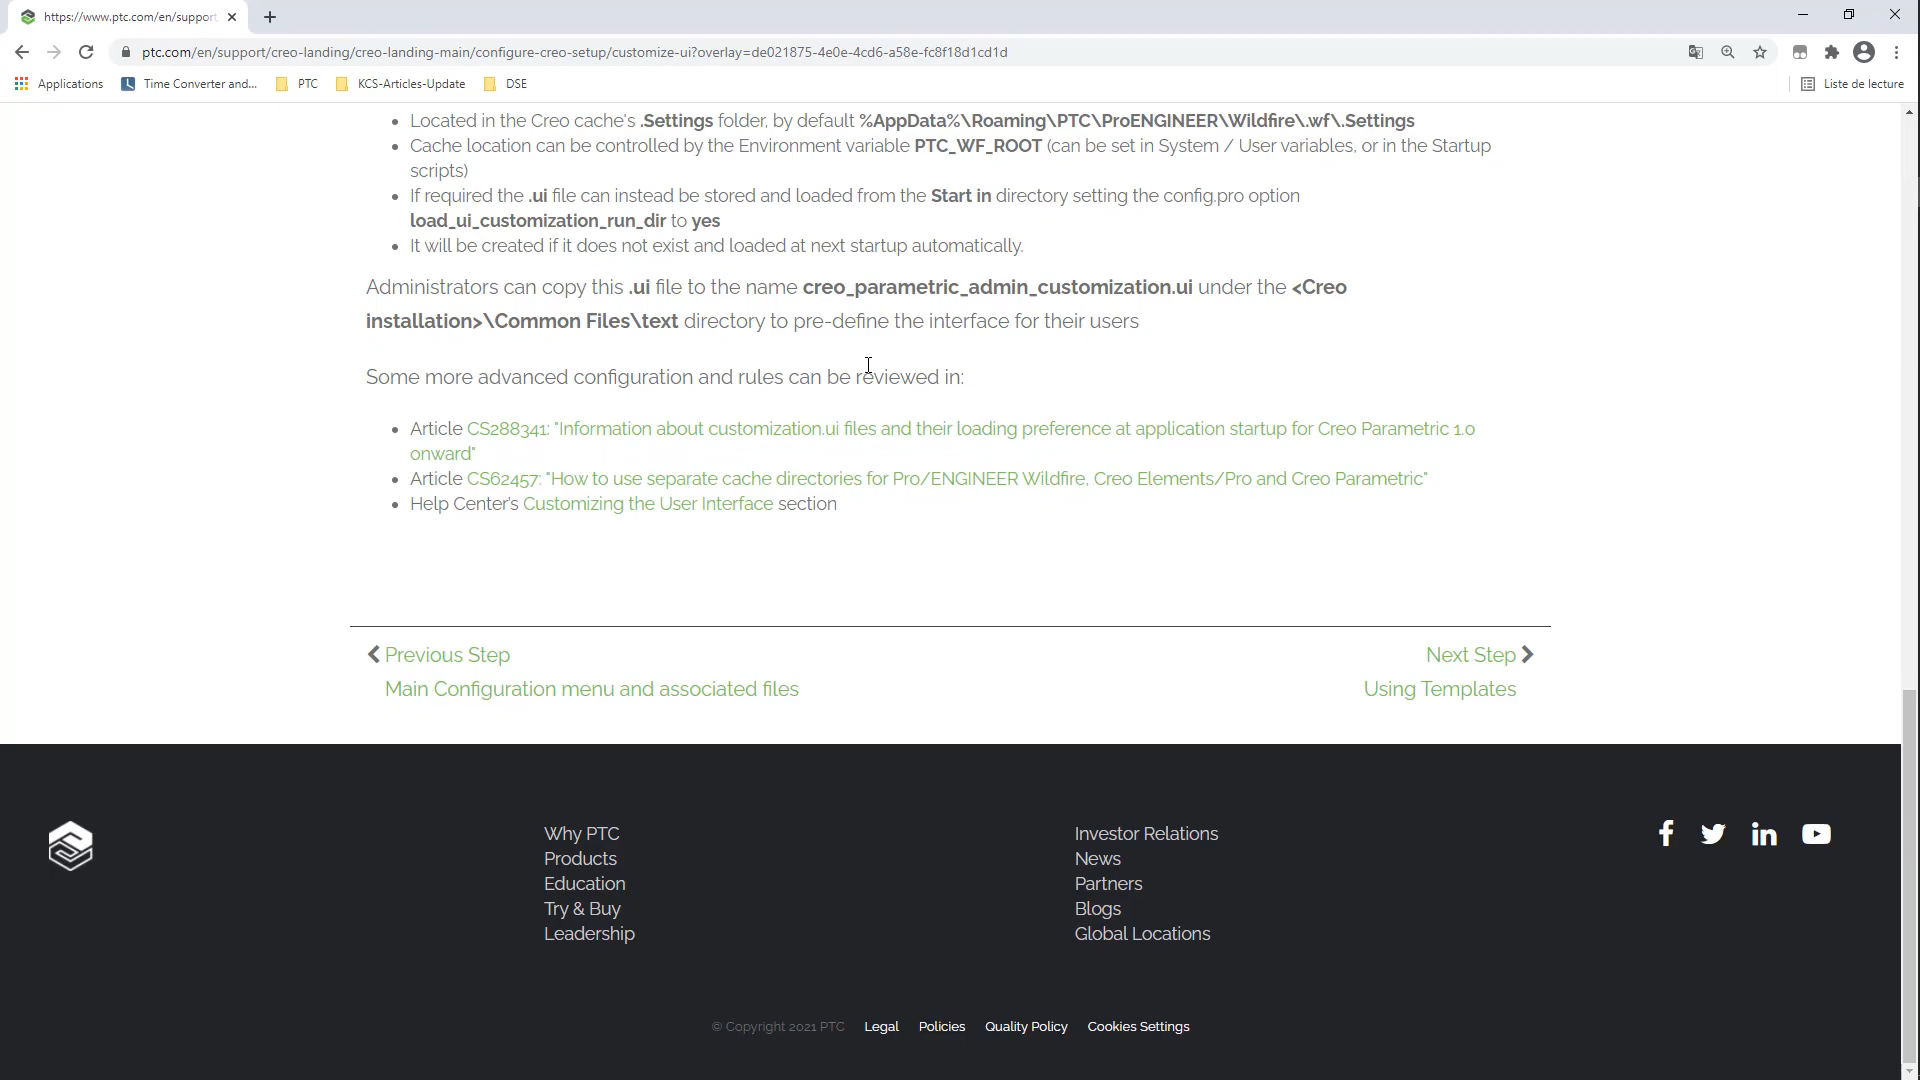 https://www.ptc.com/en/support
ptc.com/en/support/creo-landing/creo-landing-main/configure-creo-setup/customize-ui?overlay=de021875-4e0e-4cd6-a58e-fc8f18d1cd1d
Applications Time Converter and... PTC KCS-Articles-Update DSE Liste de lecture
• Located in the Creo cache's .Settings folder, by default %AppData%\Roaming\PTC\ProENGINEER\Wildfire\.wf\.Settings
• Cache location can be controlled by the Environment variable PTC_WF_ROOT (can be set in System / User variables, or in the Startup
scripts)
• If required the .ui file can instead be stored and loaded from the Start in directory setting the config.pro option
load_ui_customization_run_dir to yes
• It will be created if it does not exist and loaded at next startup automatically.
Administrators can copy this .ui file to the name creo_parametric_admin_customization.ui under the <Creo
installation>\Common Files\text directory to pre-define the interface for their users
Some more advanced configuration and rules can be reviewed in:
• Article CS288341: "Information about customization.ui files and their loading preference at application startup for Creo Parametric 1.0
onward"
• Article CS62457: "How to use separate cache directories for Pro/ENGINEER Wildfire, Creo Elements/Pro and Creo Parametric"
• Help Center's Customizing the User Interface section
Previous Step
Main Configuration menu and associated files
Next Step
Using Templates
Why PTC
Products
Education
Try & Buy
Leadership
Investor Relations
News
Partners
Blogs
Global Locations
© Copyright 2021 PTC Legal Policies Quality Policy Cookies Settings